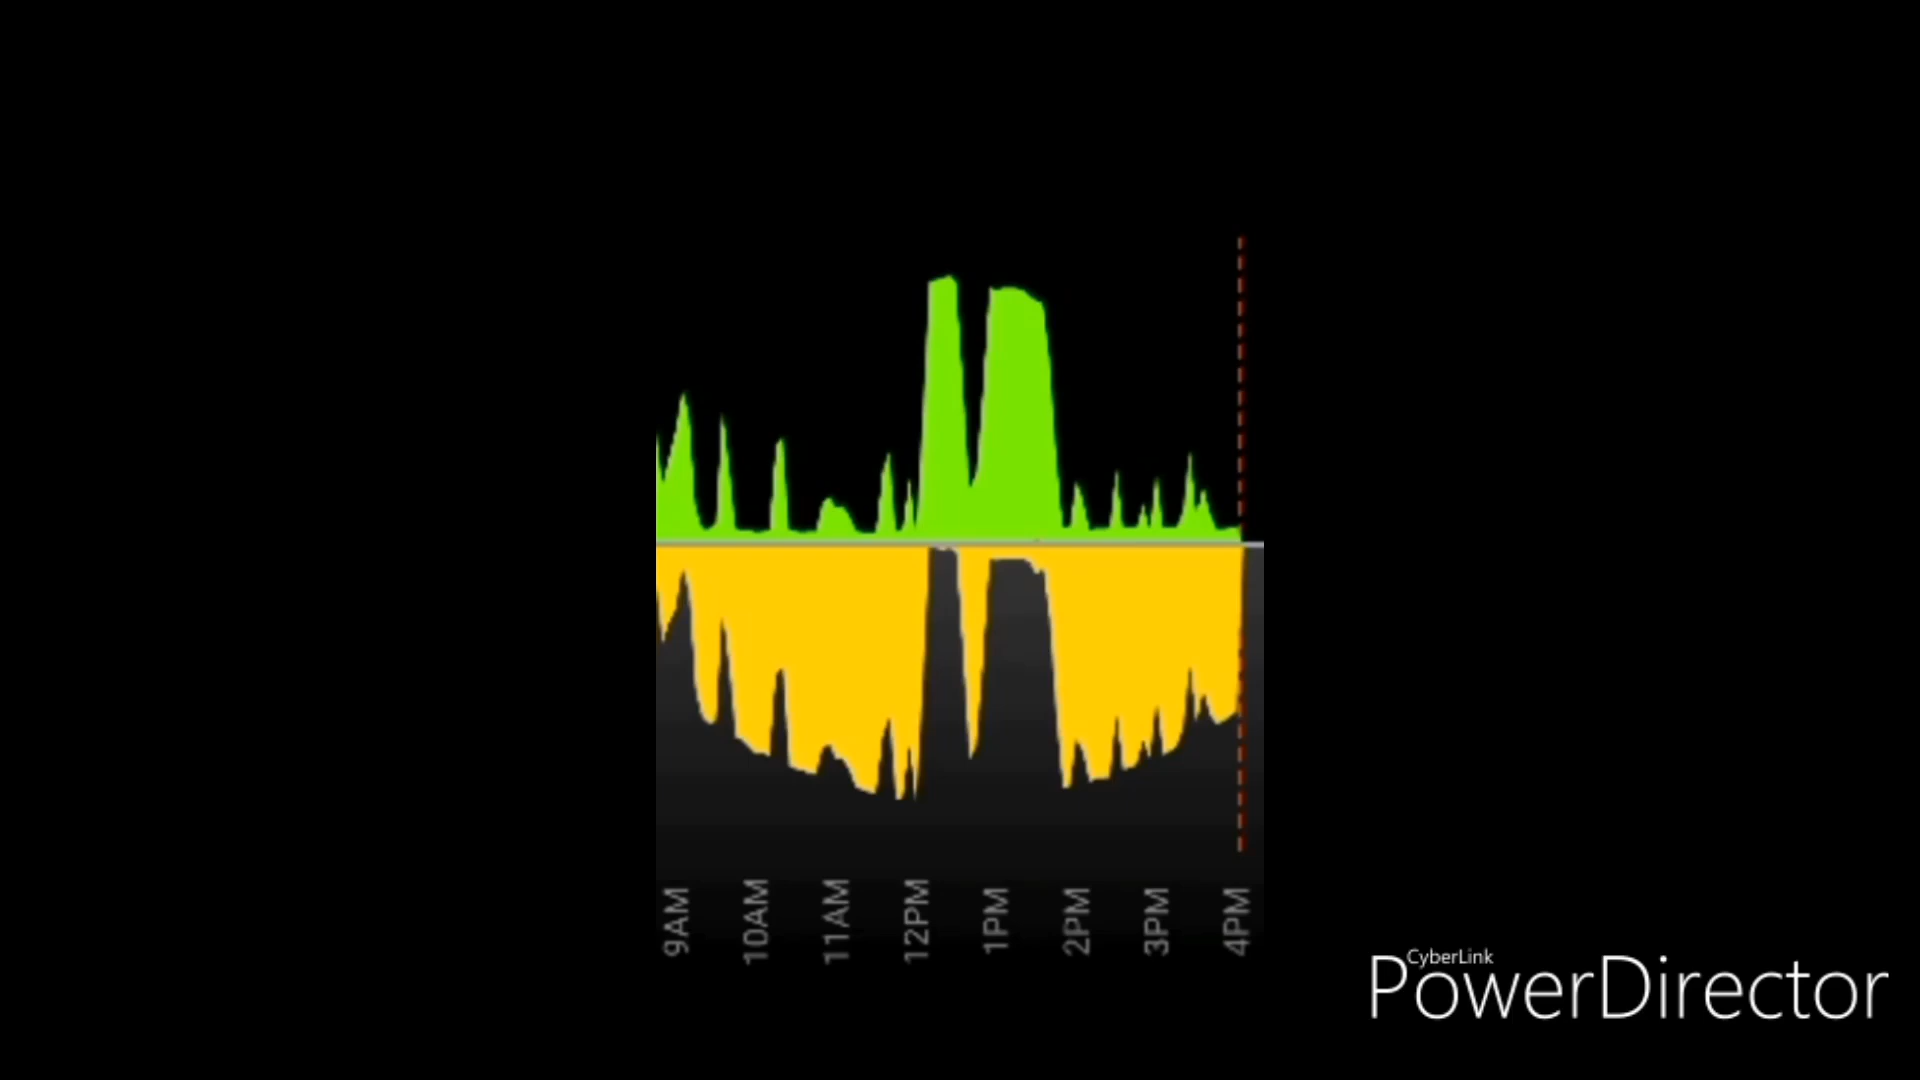 9AM
10AM
11AM
12PM
1PM
2PM
3PM
4PM
CyberLink
PowerDirector